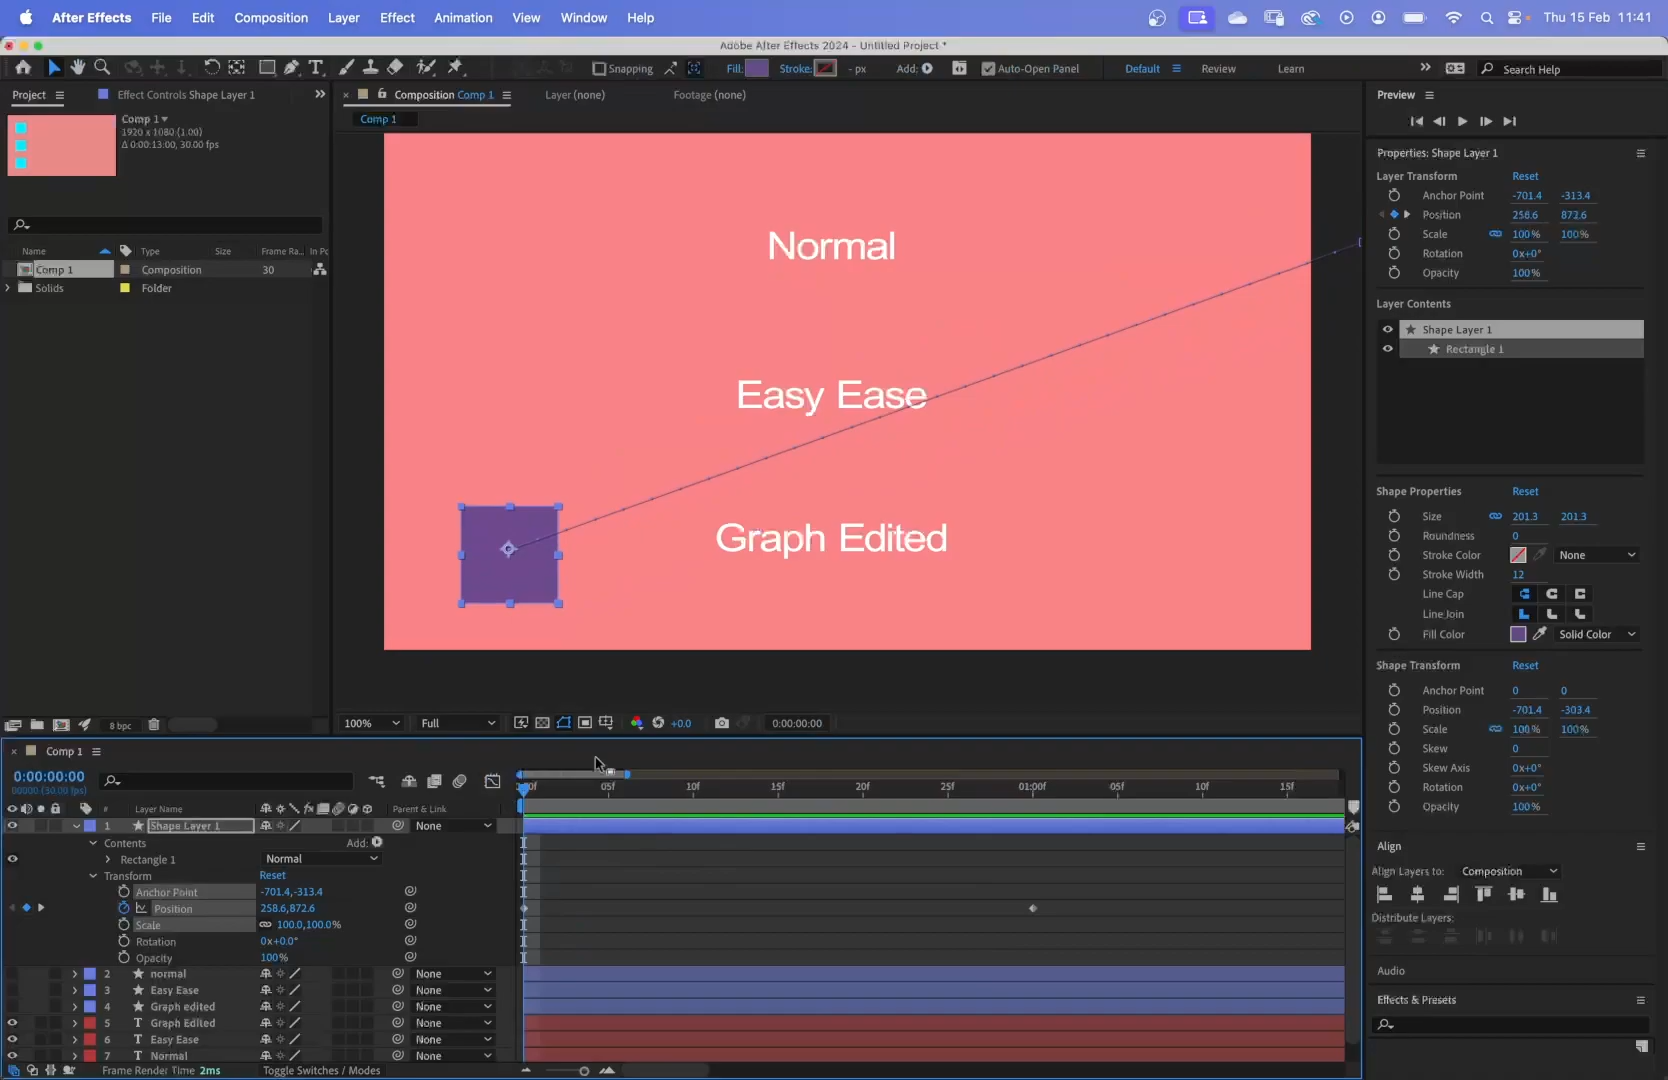 After Effects File Edit Composition Layer Effect Animation View Window Help Thu 15 Feb 11:41
Adobe After Effects 2024 - Untitled Project *
Snapping Fill: Stroke: - px Add: Auto-Open Panel Default Review Learn Search Help
Project Effect Controls Shape Layer 1 Composition Comp 1 Layer (none) Footage (none) Preview
Comp 1
1920 x 1080 (1.00)
Δ 0:00:13:00, 30.00 fps
Comp 1
Name Type Size Frame Ra... In Po
Comp 1 Composition 30
Solids Folder
8 bpc
Normal
Easy Ease
Graph Edited
100% Full +0.0 0:00:00:00
Properties: Shape Layer 1
Layer Transform Reset
Anchor Point -701.4 -313.4
Position 258.6 872.6
Scale 100% 100%
Rotation 0x+0°
Opacity 100%
Layer Contents
Shape Layer 1
Rectangle 1
Shape Properties Reset
Size 201.3 201.3
Roundness 0
Stroke Color None
Stroke Width 12
Line Cap
Line Join
Fill Color Solid Color
Shape Transform Reset
Anchor Point 0 0
Position -701.4 -303.4
Scale 100% 100%
Skew 0
Skew Axis 0x+0°
Rotation 0x+0°
Opacity 100%
Align
Align Layers to: Composition
Distribute Layers:
Audio
Effects & Presets
Comp 1
0:00:00:00
00000 (30.00 fps)
05f 10f 15f 20f 25f 01:00f 05f 10f 15f
# Layer Name Parent & Link
1 Shape Layer 1 None
Contents Add:
Rectangle 1 Normal
Transform Reset
Anchor Point -701.4,-313.4
Position 258.6,872.6
Scale 100.0,100.0%
Rotation 0x+0.0°
Opacity 100%
2 normal None
3 Easy Ease None
4 Graph edited None
5 T Graph Edited None
6 T Easy Ease None
7 T Normal None
Frame Render Time 2ms Toggle Switches / Modes